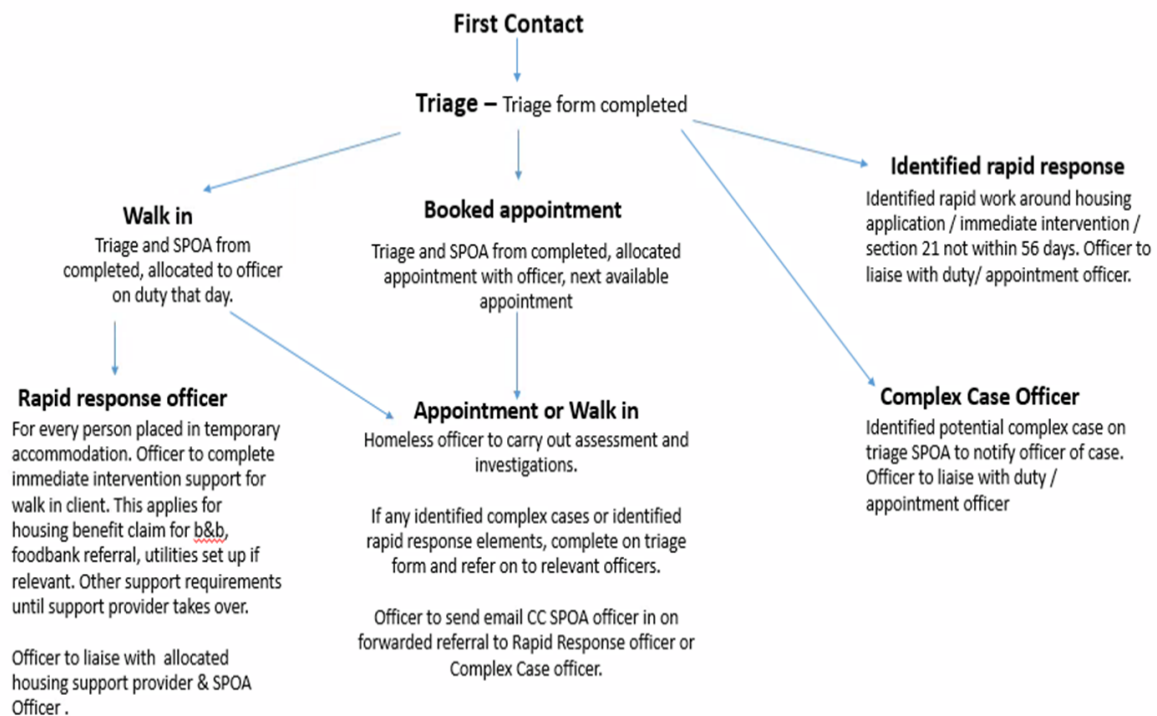 First Contact
Triage – Triage form completed
Walk in
Triage and SPOA from
completed, allocated to officer
on duty that day.
Booked appointment
Triage and SPOA from completed, allocated
appointment with officer, next available
appointment
Identified rapid response
Identified rapid work around housing
application / immediate intervention /
section 21 not within 56 days. Officer to
liaise with duty/ appointment officer.
Rapid response officer
For every person placed in temporary
accommodation. Officer to complete
immediate intervention support for
walk in client. This applies for
housing benefit claim for b&b,
foodbank referral, utilities set up if
relevant. Other support requirements
until support provider takes over.
Officer to liaise with allocated
housing support provider & SPOA
Officer .
Appointment or Walk in
Homeless officer to carry out assessment and
investigations.
If any identified complex cases or identified
rapid response elements, complete on triage
form and refer on to relevant officers.
Officer to send email CC SPOA officer in on
forwarded referral to Rapid Response officer or
Complex Case officer.
Complex Case Officer
Identified potential complex case on
triage SPOA to notify officer of case.
Officer to liaise with duty /
appointment officer